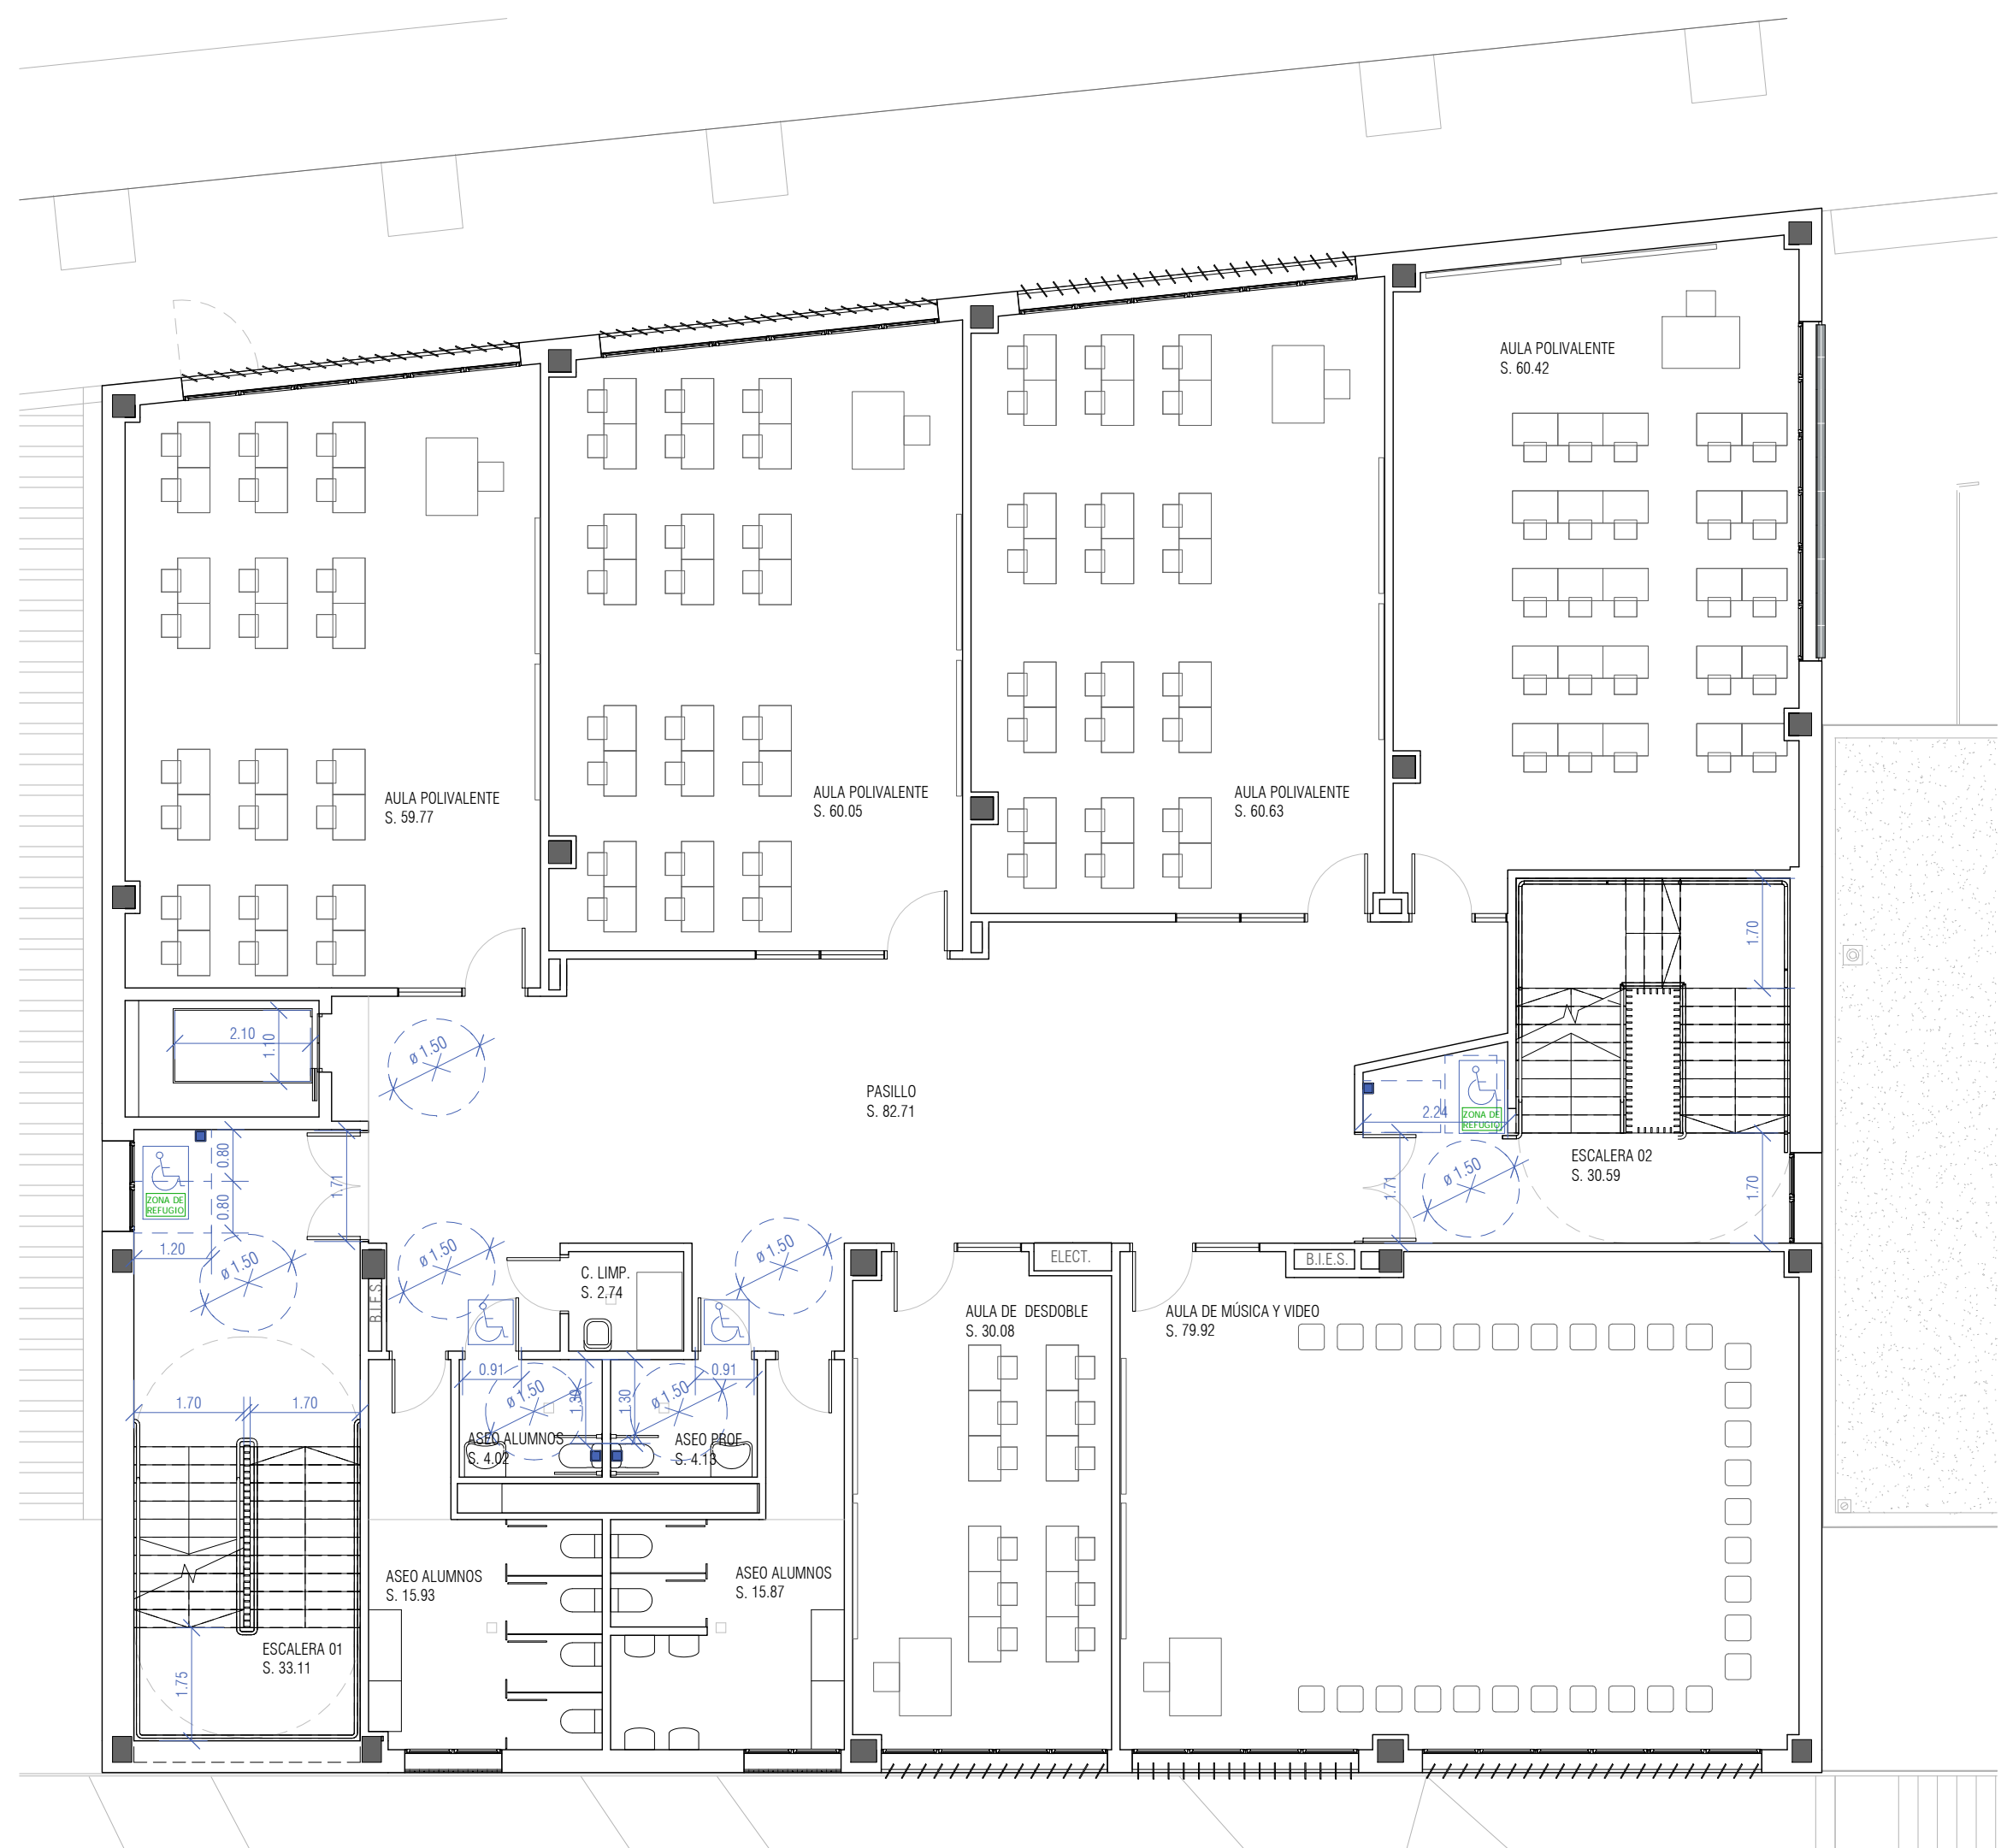 AULA POLIVALENTE
S. 60.42
AULA POLIVALENTE
S. 59.77
AULA POLIVALENTE
S. 60.05
AULA POLIVALENTE
S. 60.63
1.70
2.10
1.10
ø 1.50
PASILLO
S. 82.71
2.24
ZONA DE
REFUGIO
ESCALERA 02
S. 30.59
ø 1.50
1.71
1.70
0.80
0.80
1.71
ZONA DE
REFUGIO
1.20
ø 1.50
ø 1.50
ø 1.50
B.I.E.S.
C. LIMP.
S. 2.74
ELECT.
B.I.E.S.
AULA DE DESDOBLE
S. 30.08
AULA DE MÚSICA Y VIDEO
S. 79.92
0.91
ø 1.50
1.30
1.30
ø 1.50
0.91
1.70
1.70
ASEO ALUMNOS
S. 4.02
ASEO PROF.
S. 4.13
ASEO ALUMNOS
S. 15.93
ASEO ALUMNOS
S. 15.87
ESCALERA 01
S. 33.11
1.75